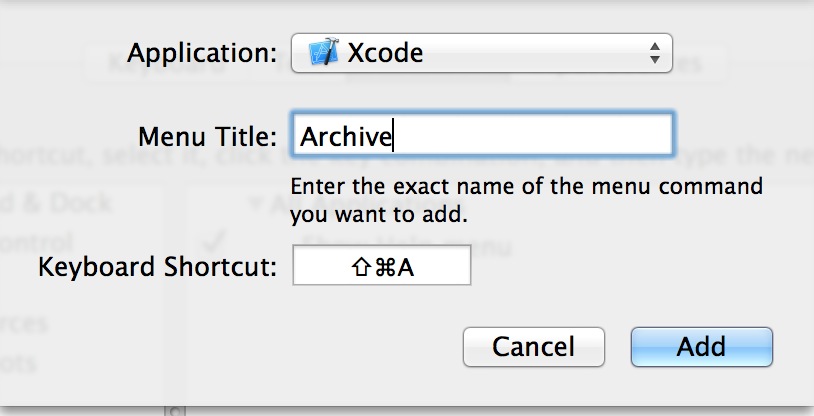 Application: Xcode
Menu Title: Archive
Enter the exact name of the menu command
you want to add.
Keyboard Shortcut: ⇧⌘A
Cancel Add